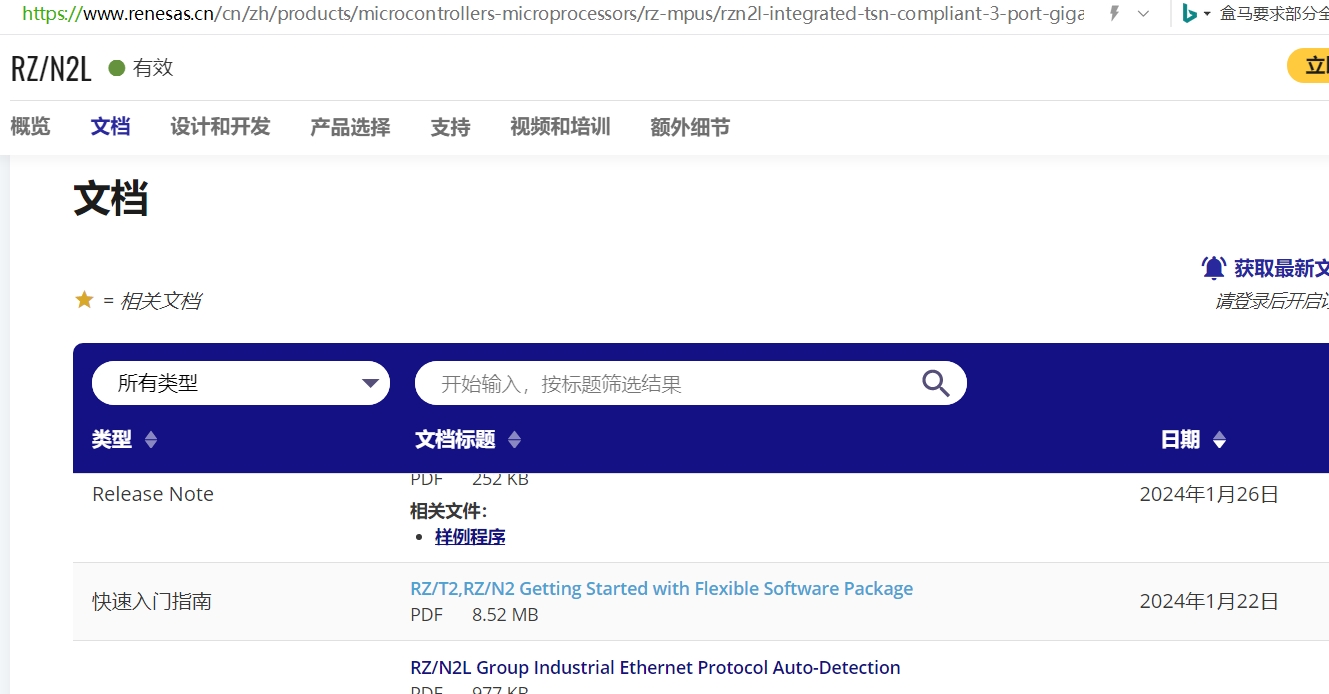 https://www.renesas.cn/cn/zh/products/microcontrollers-microprocessors/rz-mpus/rzn2l-integrated-tsn-compliant-3-port-giga
盒马要求部分全
RZ/N2L 有效
立即
概览 文档 设计和开发 产品选择 支持 视频和培训 额外细节
文档
获取最新文
★ = 相关文档
请登录后开启订
所有类型 开始输入，按标题筛选结果
类型 文档标题 日期
PDF 252 KB
Release Note 2024年1月26日
相关文件：
• 样例程序
RZ/T2,RZ/N2 Getting Started with Flexible Software Package
快速入门指南 2024年1月22日
PDF 8.52 MB
RZ/N2L Group Industrial Ethernet Protocol Auto-Detection
PDF 977 KB